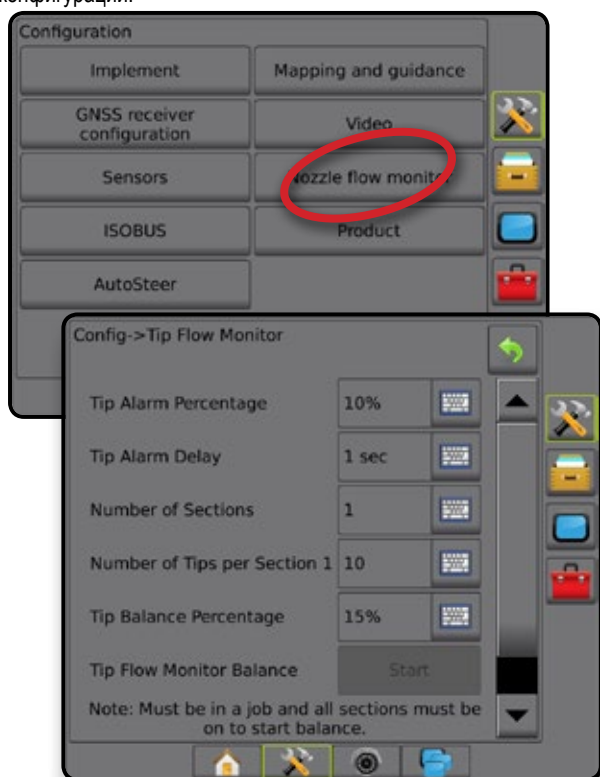 конфигурации.
Configuration
Implement
Mapping and guidance
GNSS receiver
configuration
Video
Sensors
Nozzle flow monitor
ISOBUS
Product
AutoSteer
Config->Tip Flow Monitor
Tip Alarm Percentage
10%
Tip Alarm Delay
1 sec
Number of Sections
1
Number of Tips per Section 1
10
Tip Balance Percentage
15%
Tip Flow Monitor Balance
Start
Note: Must be in a job and all sections must be
on to start balance.